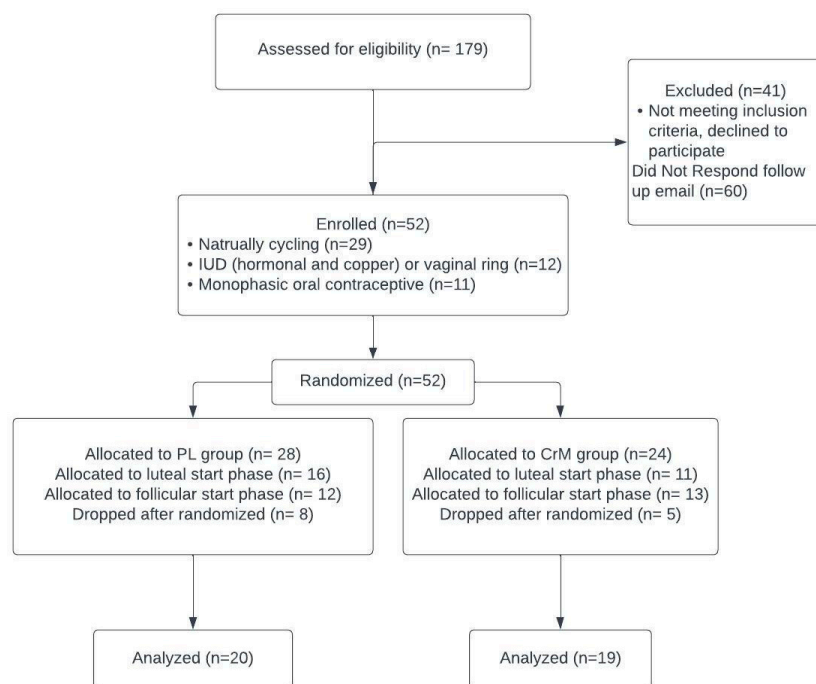 Assessed for eligibility (n= 179)
Excluded (n=41)
• Not meeting inclusion
criteria, declined to
participate
Did Not Respond follow
up email (n=60)
Enrolled (n=52)
• Natrually cycling (n=29)
• IUD (hormonal and copper) or vaginal ring (n=12)
• Monophasic oral contraceptive (n=11)
Randomized (n=52)
Allocated to PL group (n= 28)
Allocated to luteal start phase (n= 16)
Allocated to follicular start phase (n= 12)
Dropped after randomized (n= 8)
Allocated to CrM group (n=24)
Allocated to luteal start phase (n= 11)
Allocated to follicular start phase (n= 13)
Dropped after randomized (n= 5)
Analyzed (n=20)
Analyzed (n=19)